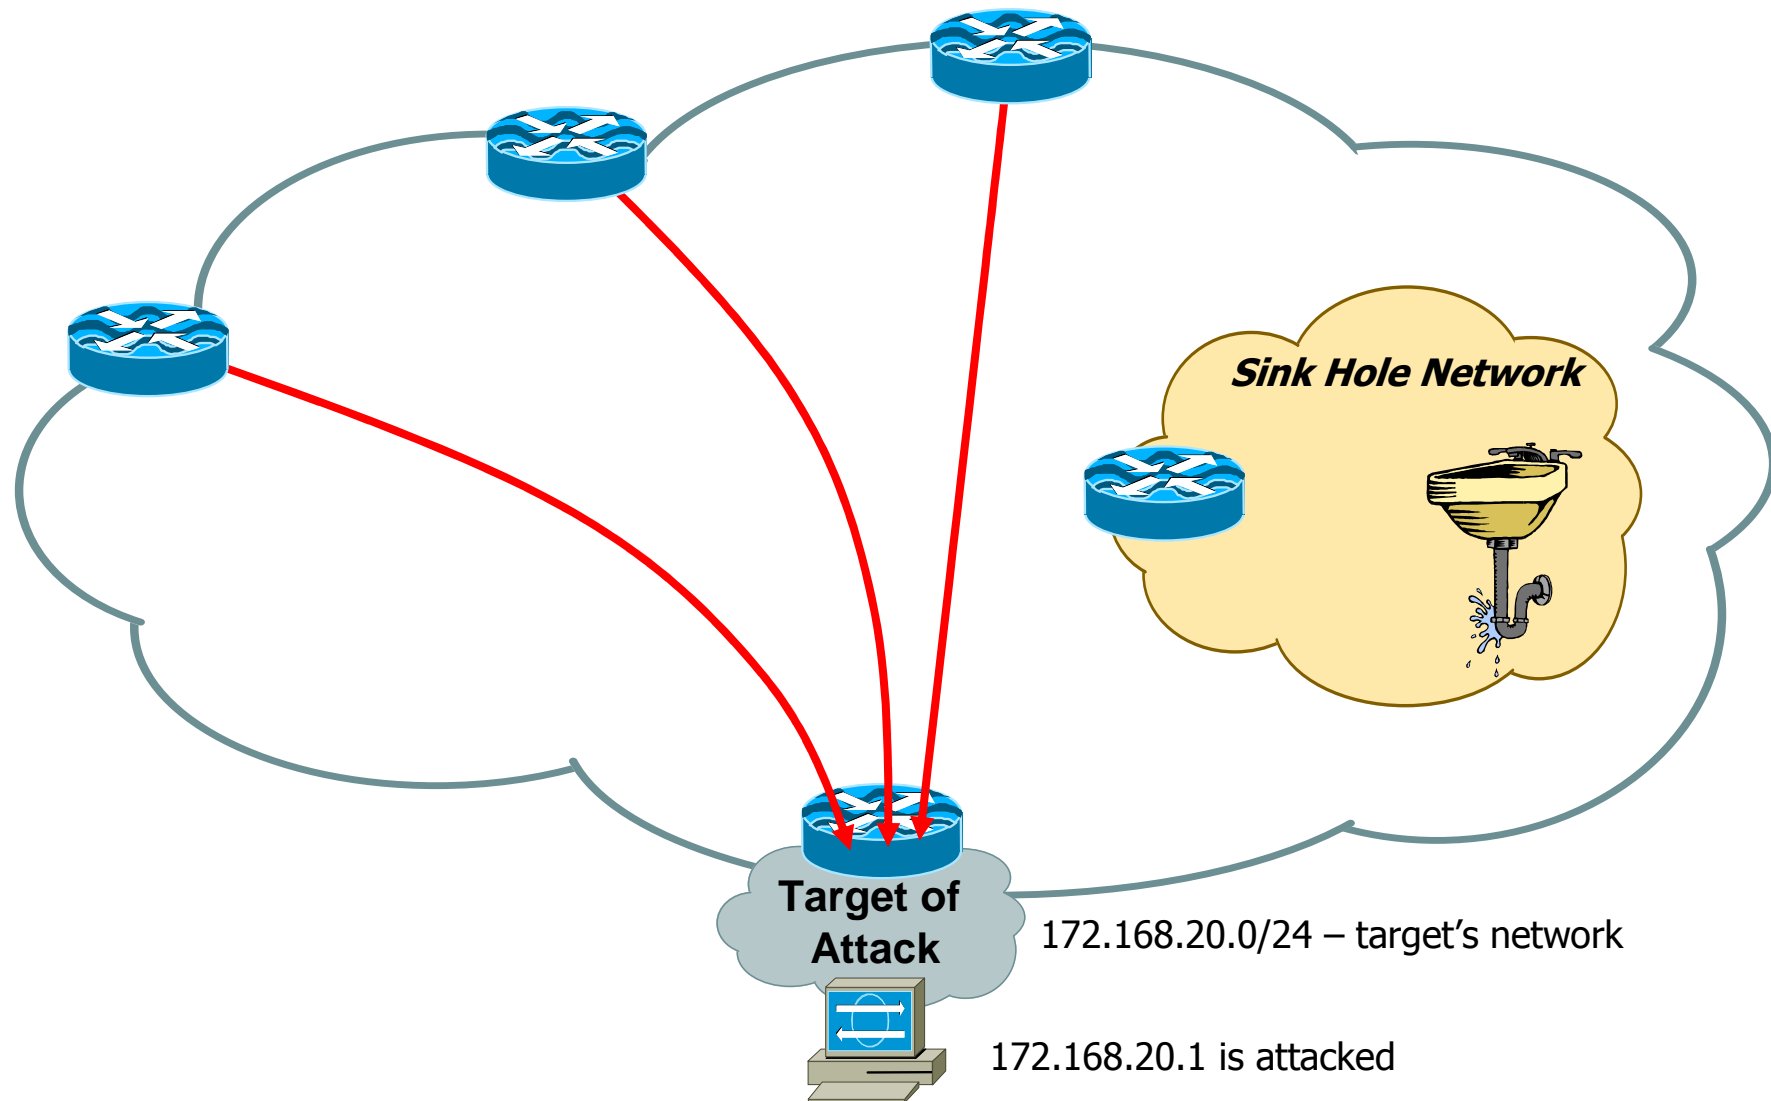 Sink Hole Network
Target of
Attack
172.168.20.0/24 – target’s network
172.168.20.1 is attacked